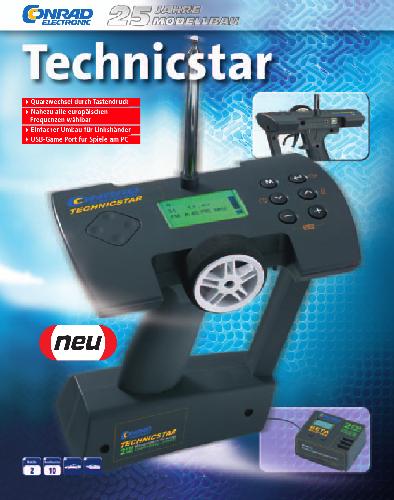 CONRAD
ELECTRONIC
25 JAHRE
MODELLBAU
Technicstar
Quarzwechsel durch Tastendruck
Nahezu alle europäischen
Frequenzen wählbar
Einfacher Umbau für Linkshänder
USB-Game Port für Spiele am PC
CONRAD
TECHNICSTAR
M
neu
CONRAD
TECHNICSTAR
BETA
2
10